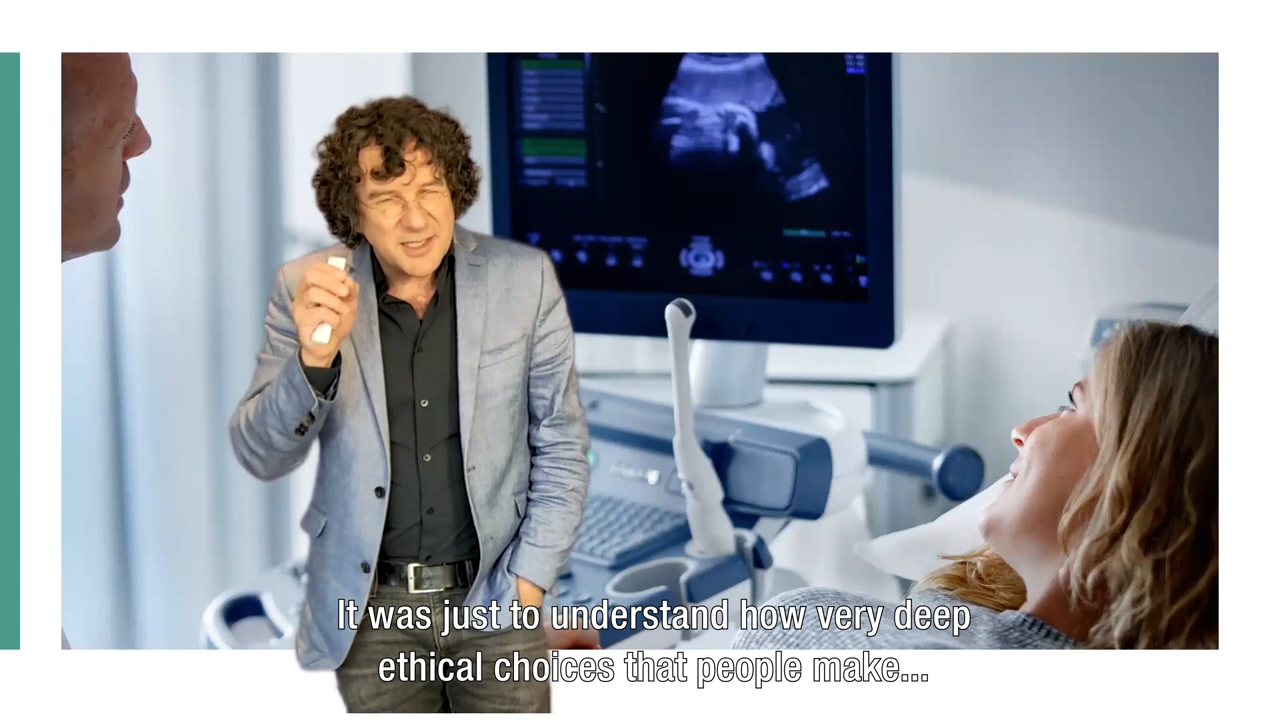 It was just to understand how very deep
ethical choices that people make...